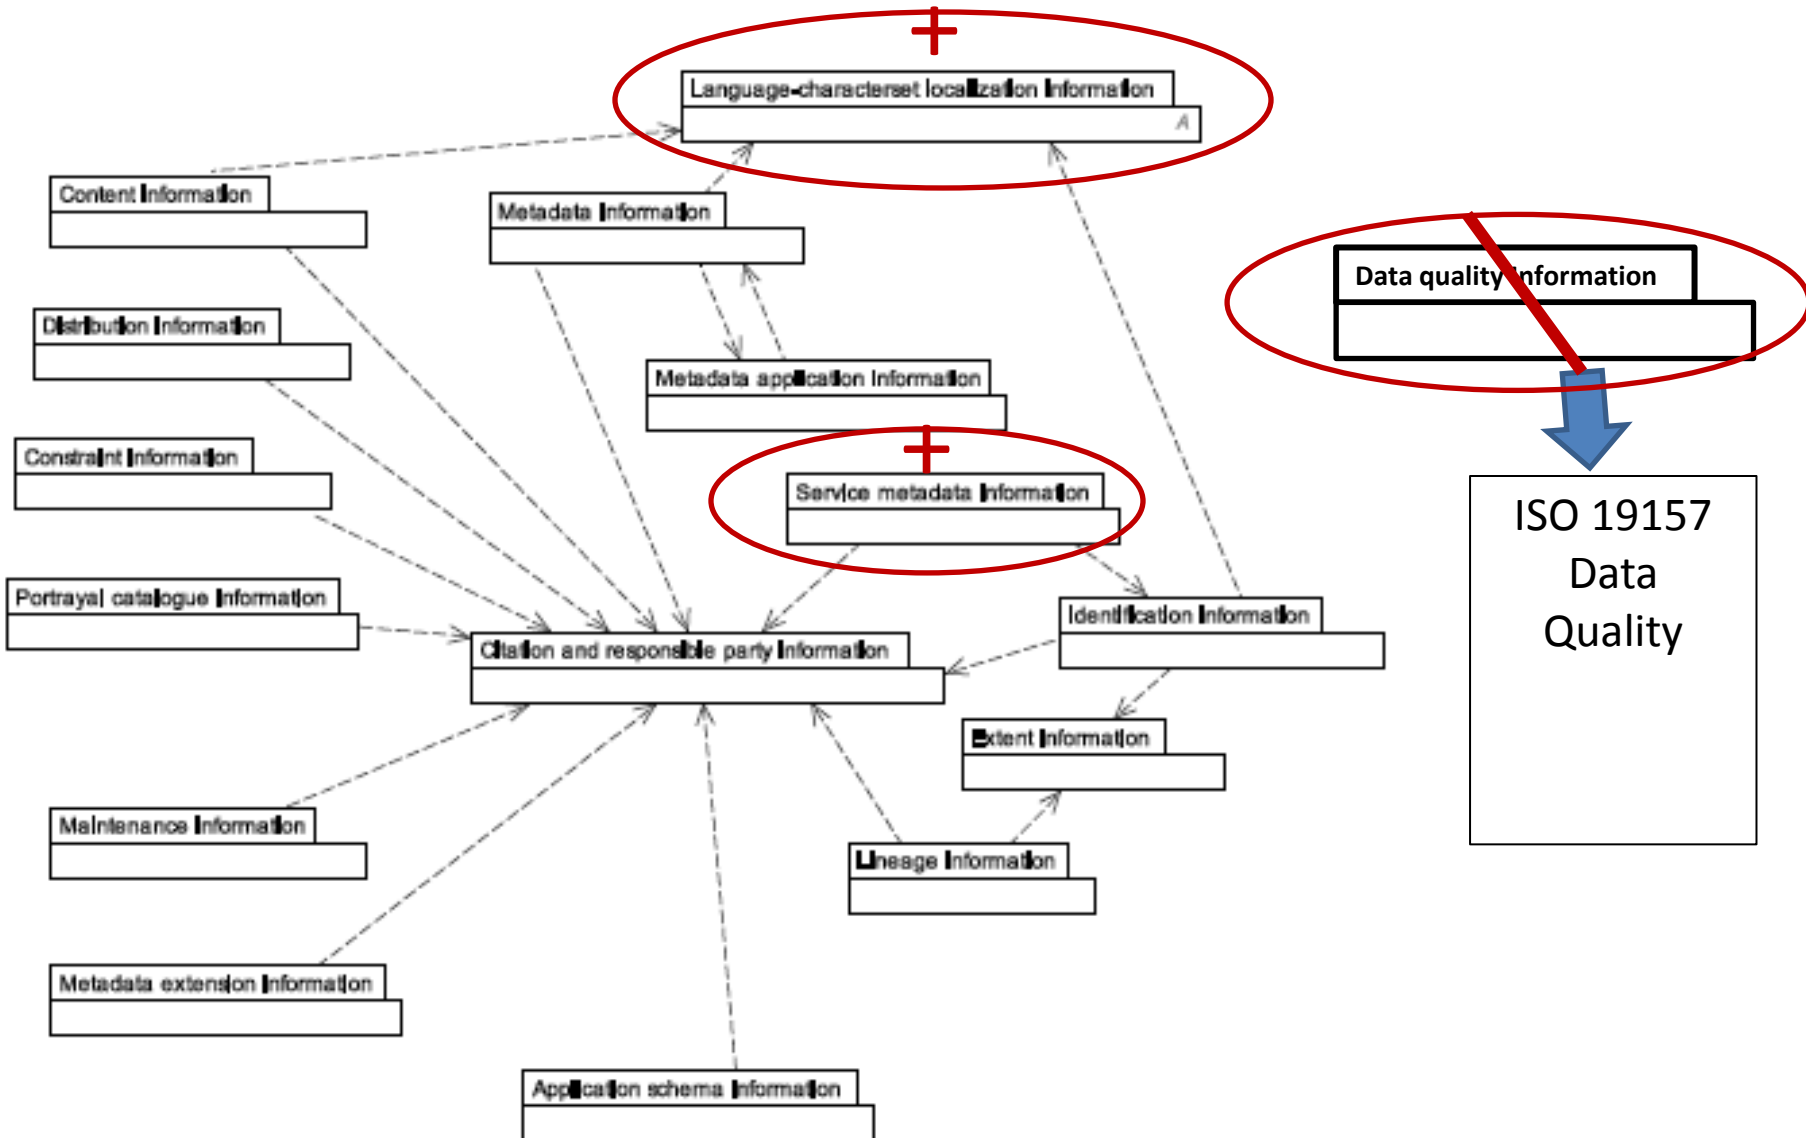 +
Language-characterset localization information
A
Content information
Metadata information
Data quality information
Distribution information
Metadata application information
Constraint information
+
Service metadata information
ISO 19157
Data
Quality
Portrayal catalogue information
Identification information
Citation and responsible party information
Extent information
Maintenance information
Lineage information
Metadata extension information
Application schema information